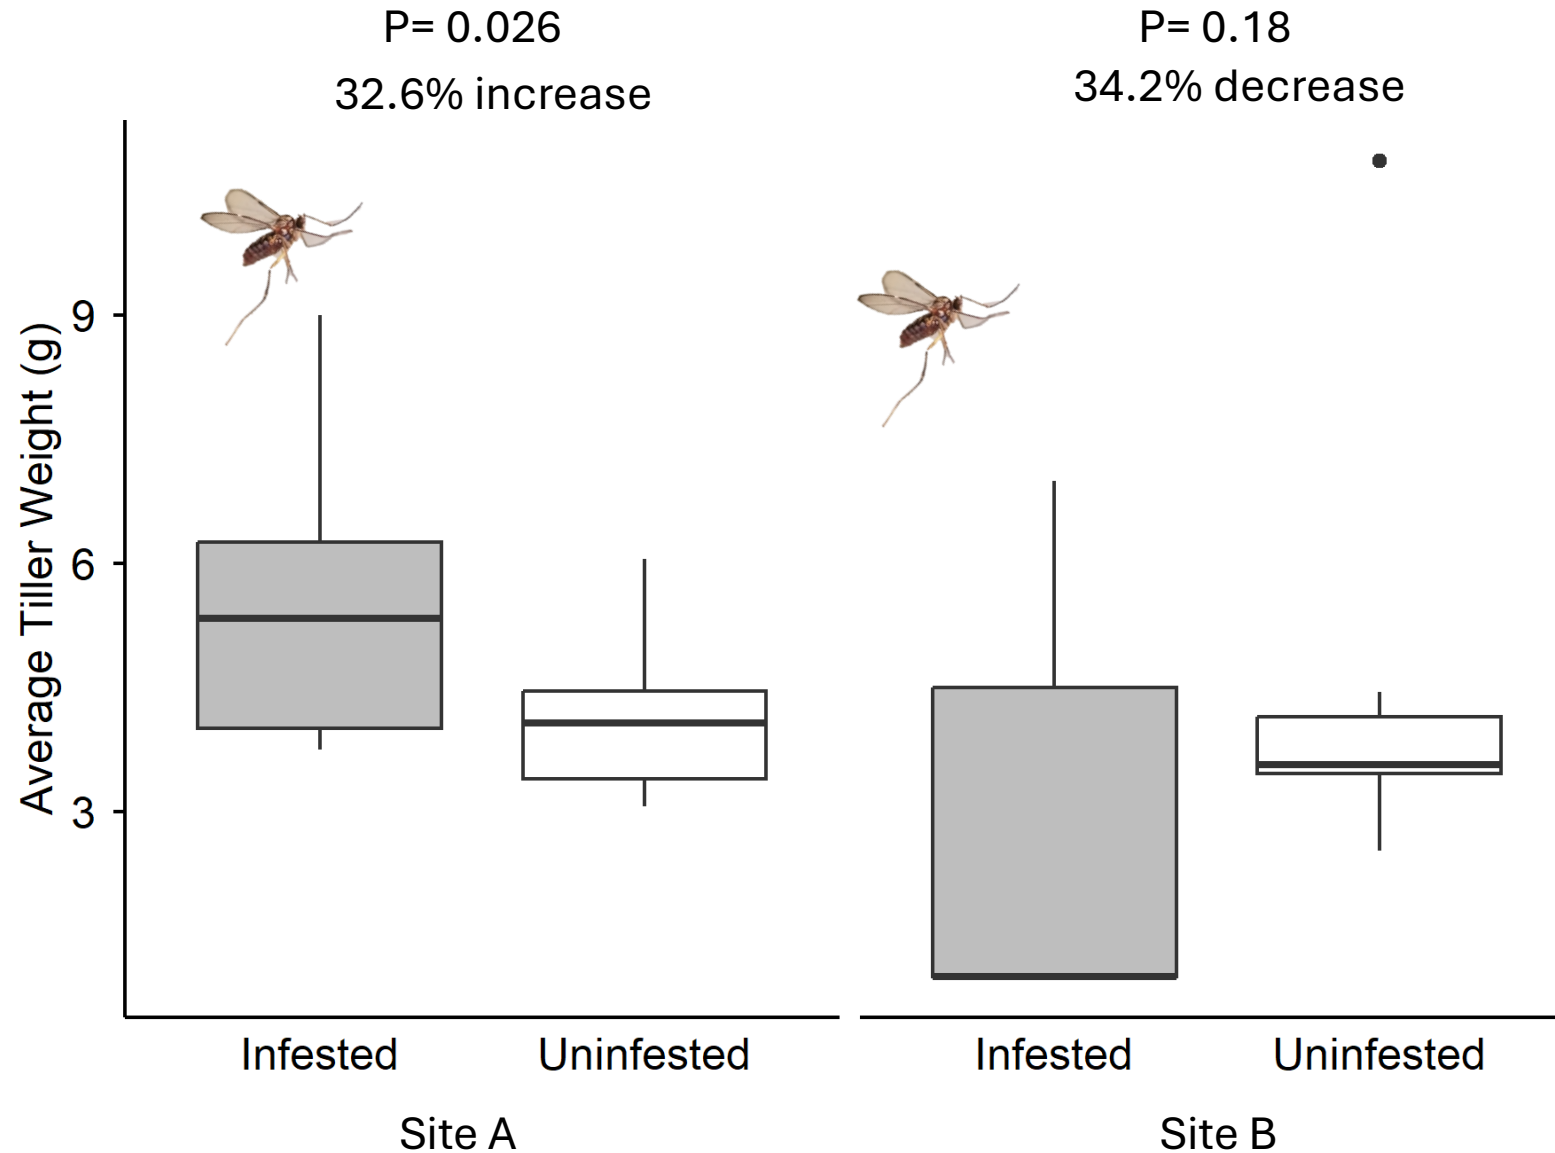 P= 0.026
32.6% increase
P= 0.18
34.2% decrease
Average Tiller Weight (g)
9
6
3
Infested
Uninfested
Infested
Uninfested
Site A
Site B